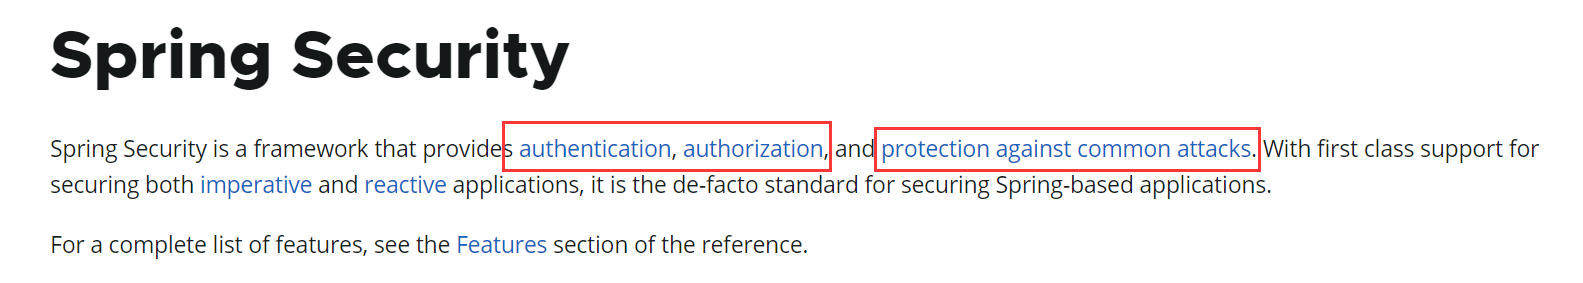 Spring Security
Spring Security is a framework that provides authentication, authorization, and protection against common attacks. With first class support for
securing both imperative and reactive applications, it is the de-facto standard for securing Spring-based applications.
For a complete list of features, see the Features section of the reference.